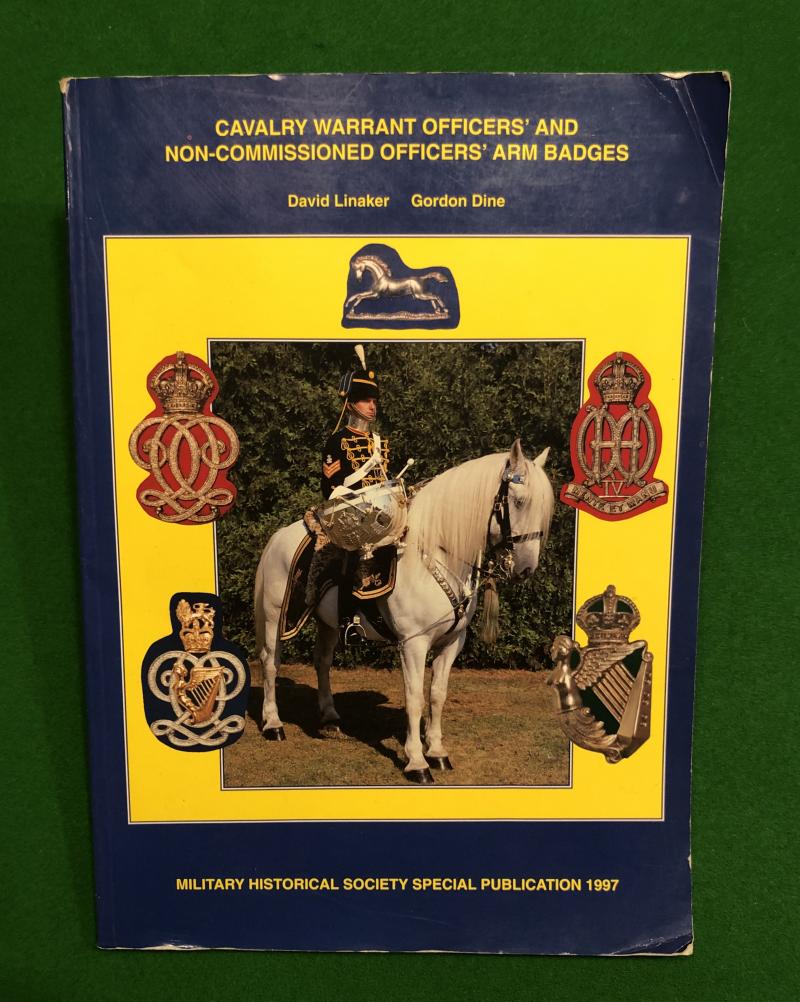 CAVALRY WARRANT OFFICERS' AND
NON-COMMISSIONED OFFICERS' ARM BADGES
David Linaker Gordon Dine
IV
MILITARY HISTORICAL SOCIETY SPECIAL PUBLICATION 1997